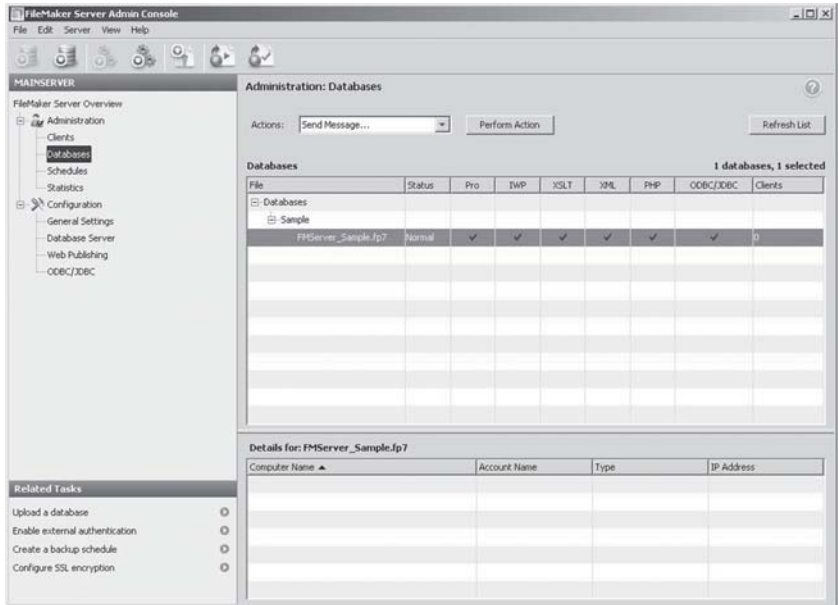 FileMaker Server Admin Console
File Edit Server View Help
MAINSERVER
FileMaker Server Overview
Administration
Clients
Databases
Schedules
Statistics
Configuration
General Settings
Database Server
Web Publishing
ODBC/JDBC
Related Tasks
Upload a database
Enable external authentication
Create a backup schedule
Configure SSL encryption
Administration: Databases
Actions: Send Message... Perform Action Refresh List
Databases 1 databases, 1 selected
File Status Pro IWP XSLT XML PHP ODBC/JDBC Clients
Databases
Sample
FMServer_Sample.fp7 Normal 0
Details for: FMServer_Sample.fp7
Computer Name Account Name Type IP Address